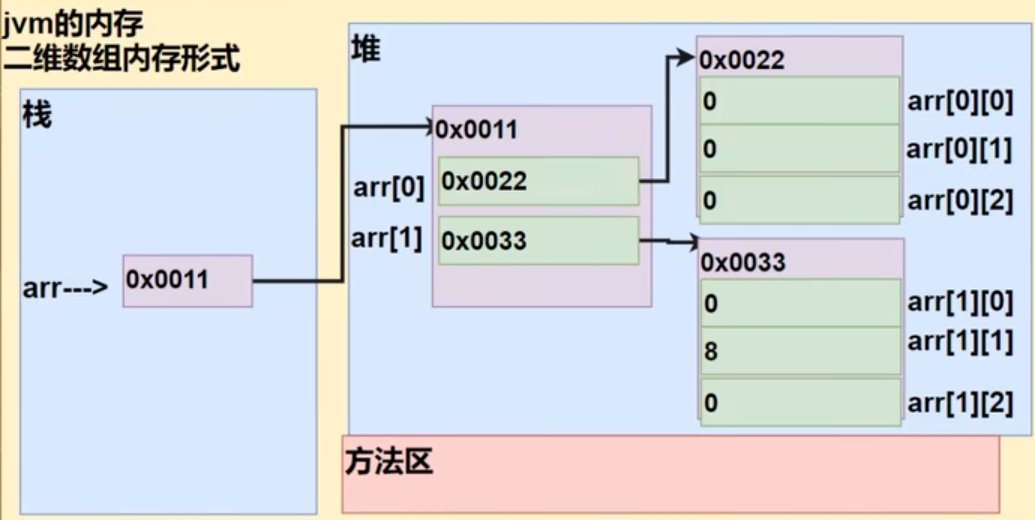 jvm的内存
二维数组内存形式
栈
arr--->
0x0011
堆
0x0011
arr[0]
0x0022
arr[1]
0x0033
0x0022
0
arr[0][0]
0
arr[0][1]
0
arr[0][2]
0x0033
0
arr[1][0]
8
arr[1][1]
0
arr[1][2]
方法区